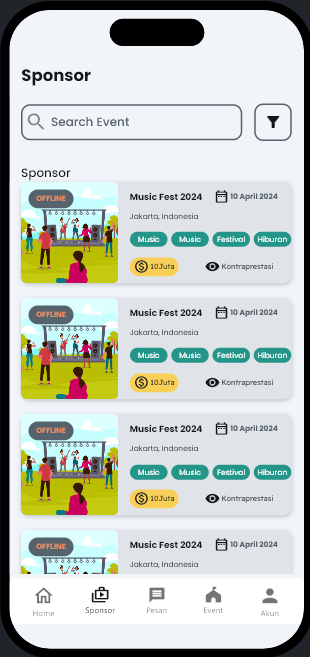 Sponsor
Search Event
Sponsor
OFFLINE
Music Fest 2024 10 April 2024
Jakarta, Indonesia
Music Music Festival Hiburan
10Juta Kontraprestasi
OFFLINE
Music Fest 2024 10 April 2024
Jakarta, Indonesia
Music Music Festival Hiburan
10Juta Kontraprestasi
OFFLINE
Music Fest 2024 10 April 2024
Jakarta, Indonesia
Music Music Festival Hiburan
10Juta Kontraprestasi
OFFLINE
Music Fest 2024 10 April 2024
Jakarta, Indonesia
Home Sponsor Pesan Event Akun